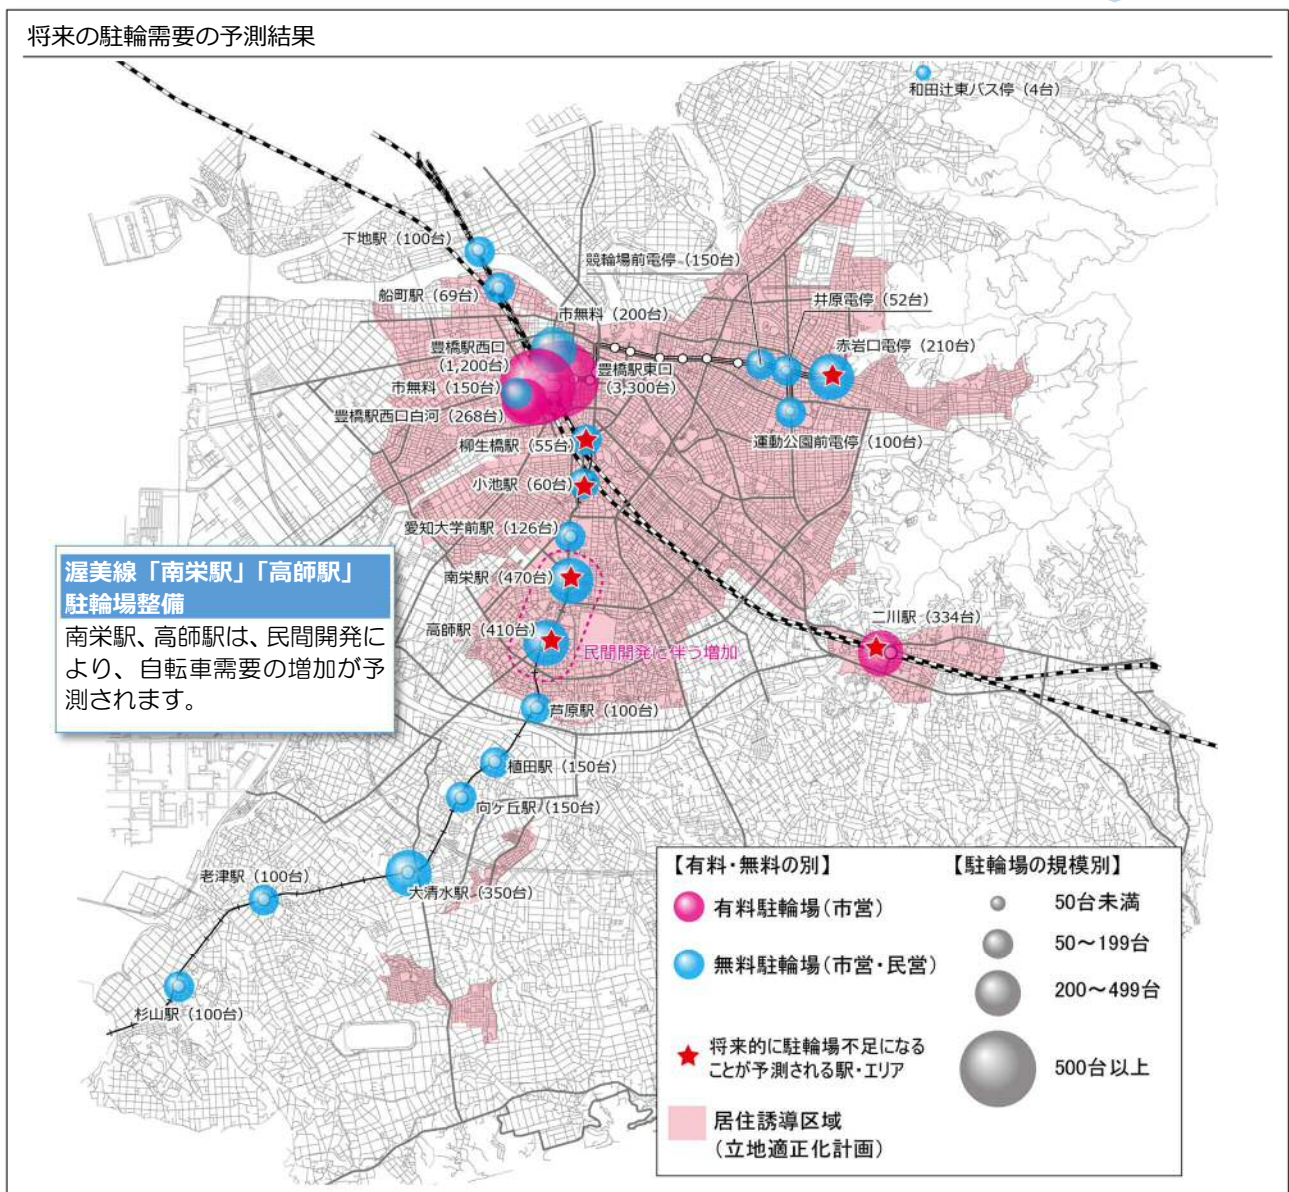 将来の駐輪需要の予測結果
和田辻東バス停（4台）
下地駅（100台）
競輪場前電停（150台）
船町駅（69台）
井原電停（52台）
市無料（200台）
豊橋駅西口
（1,200台）
赤岩口電停（210台）
豊橋駅東口
（3,300台）
市無料（150台）
豊橋駅西口白河（268台）
運動公園前電停（100台）
柳生橋駅（55台）
小池駅（60台）
愛知大学前駅（126台）
渥美線「南栄駅」「高師駅」
駐輪場整備
南栄駅、高師駅は、民間開発に
より、自転車需要の増加が予
測されます。
南栄駅（470台）
高師駅（410台）
民間開発に伴う増加
二川駅（334台）
芦原駅（100台）
植田駅（150台）
向ケ丘駅（150台）
老津駅（100台）
大清水駅（350台）
杉山駅（100台）
【有料・無料の別】
有料駐輪場（市営）
無料駐輪場（市営・民営）
将来的に駐輪場不足になる
ことが予測される駅・エリア
居住誘導区域
（立地適正化計画）
【駐輪場の規模別】
50台未満
50～199台
200～499台
500台以上